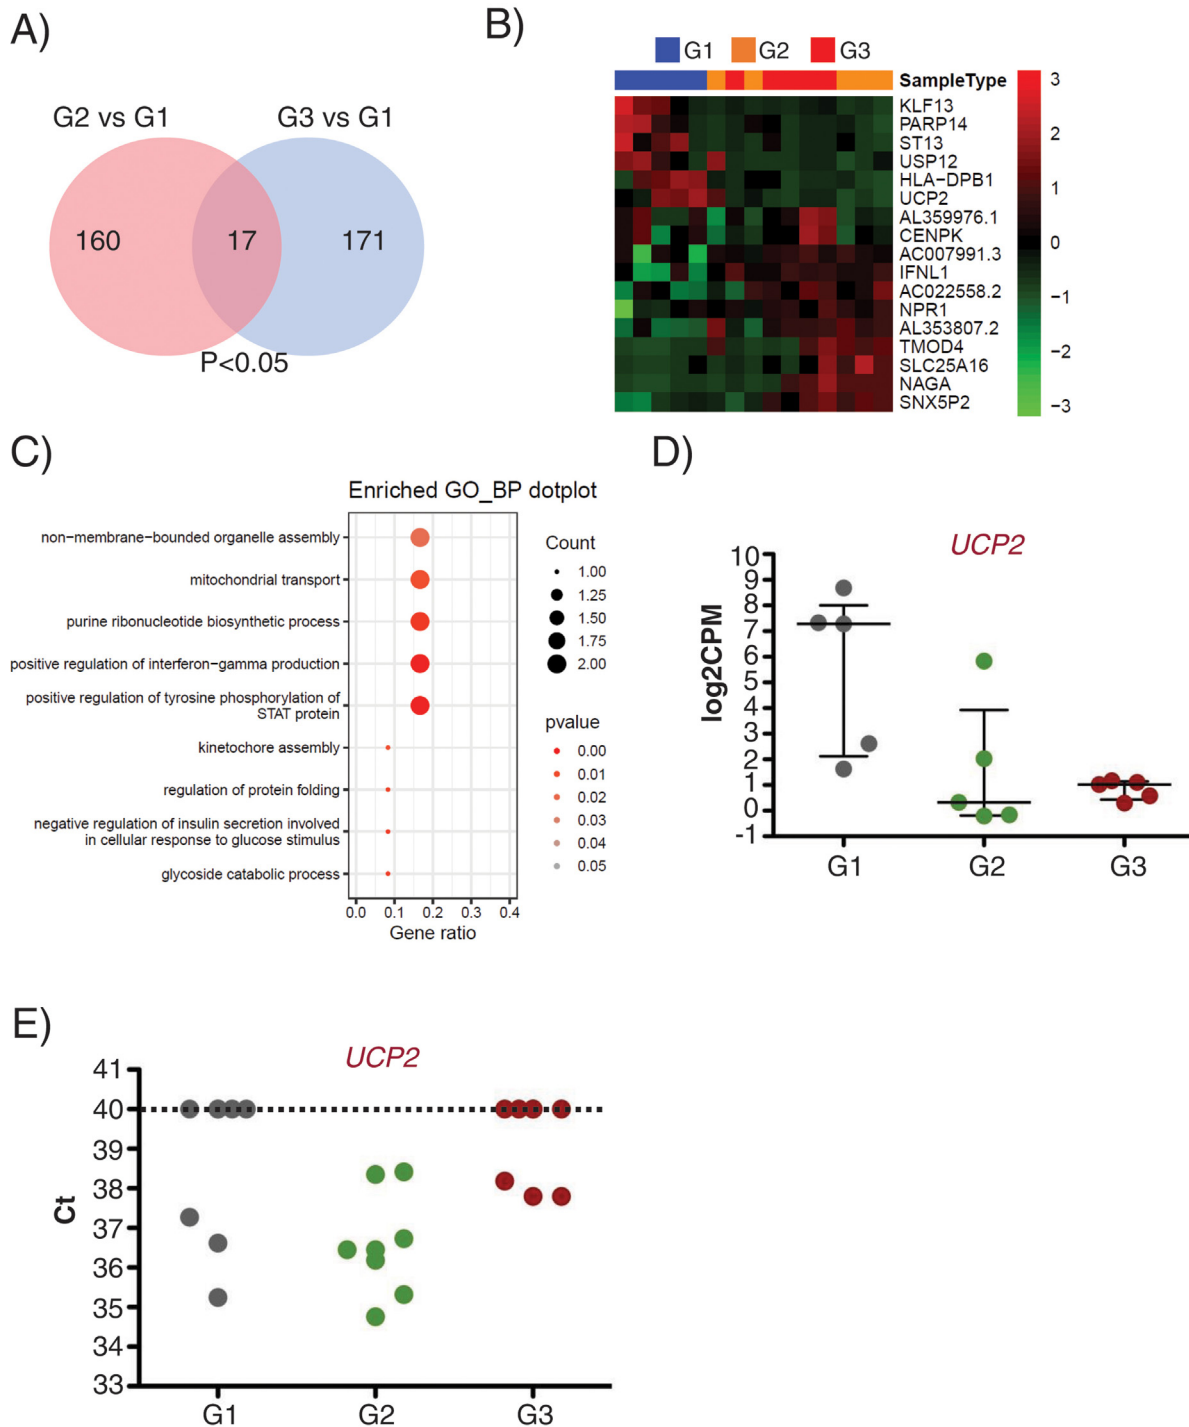 A)
G2 vs G1
G3 vs G1
160
17
171
P<0.05
B)
G1
G2
G3
SampleType
KLF13
PARP14
ST13
USP12
HLA−DPB1
UCP2
AL359976.1
CENPK
AC007991.3
IFNL1
AC022558.2
NPR1
AL353807.2
TMOD4
SLC25A16
NAGA
SNX5P2
3
2
1
0
−1
−2
−3
C)
Enriched GO_BP dotplot
non−membrane−bounded organelle assembly
mitochondrial transport
purine ribonucleotide biosynthetic process
positive regulation of interferon−gamma production
positive regulation of tyrosine phosphorylation of
STAT protein
kinetochore assembly
regulation of protein folding
negative regulation of insulin secretion involved
in cellular response to glucose stimulus
glycoside catabolic process
0.0 0.1 0.2 0.3 0.4
Gene ratio
Count
1.00
1.25
1.50
1.75
2.00
pvalue
0.00
0.01
0.02
0.03
0.04
0.05
D)
UCP2
log2CPM
10
9
8
7
6
5
4
3
2
1
0
-1
G1 G2 G3
E)
UCP2
Ct
41
40
39
38
37
36
35
34
33
G1 G2 G3